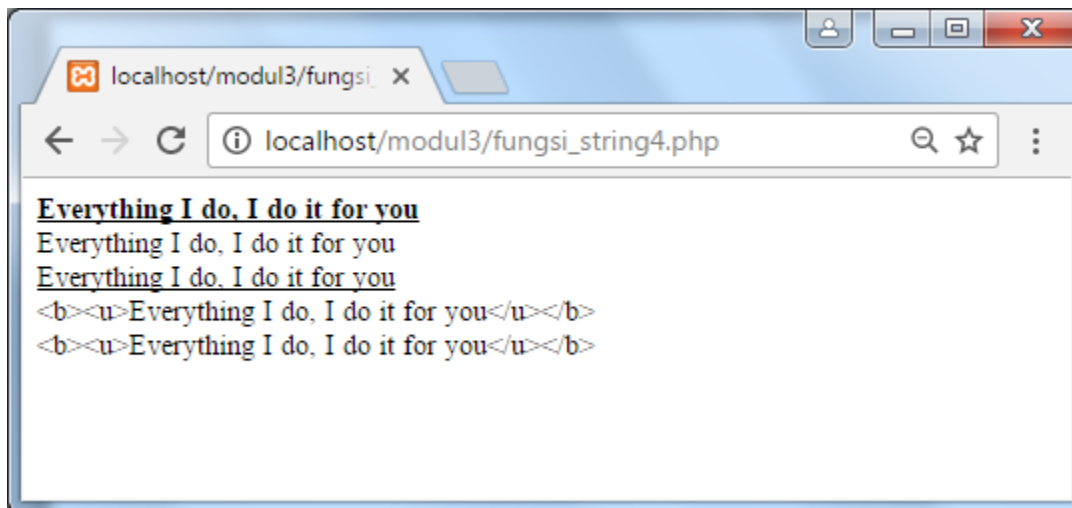 localhost/modul3/fungsi_
localhost/modul3/fungsi_string4.php
Everything I do, I do it for you
Everything I do, I do it for you
Everything I do, I do it for you
<b><u>Everything I do, I do it for you</u></b>
<b><u>Everything I do, I do it for you</u></b>